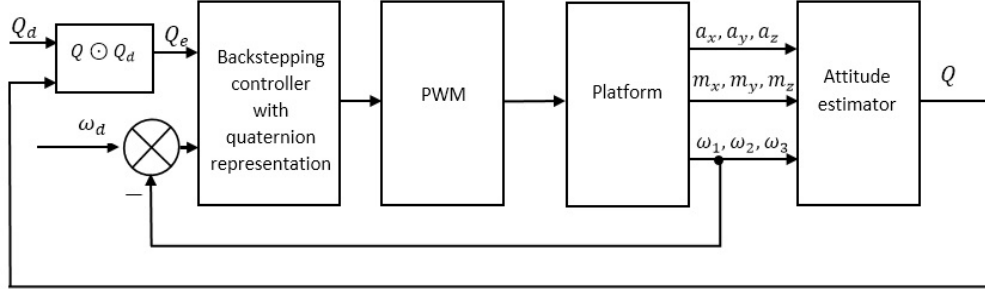 Q_d
Q ⊙ Q_d
Q_e
ω_d
−
Backstepping
controller
with
quaternion
representation
PWM
Platform
a_x, a_y, a_z
m_x, m_y, m_z
ω_1, ω_2, ω_3
Attitude
estimator
Q